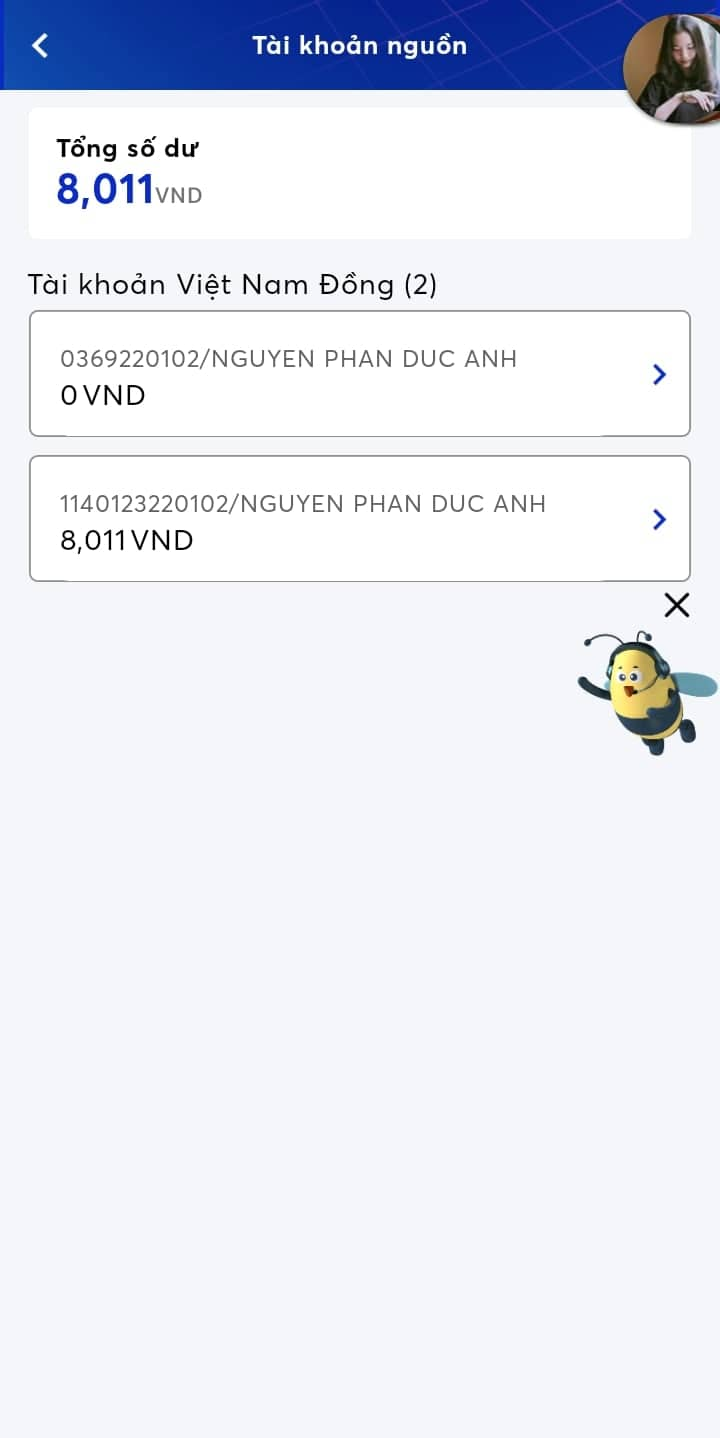 Tài khoản nguồn
Tổng số dư
8,011VND
Tài khoản Việt Nam Đồng (2)
0369220102/NGUYEN PHAN DUC ANH
0 VND
1140123220102/NGUYEN PHAN DUC ANH
8,011 VND